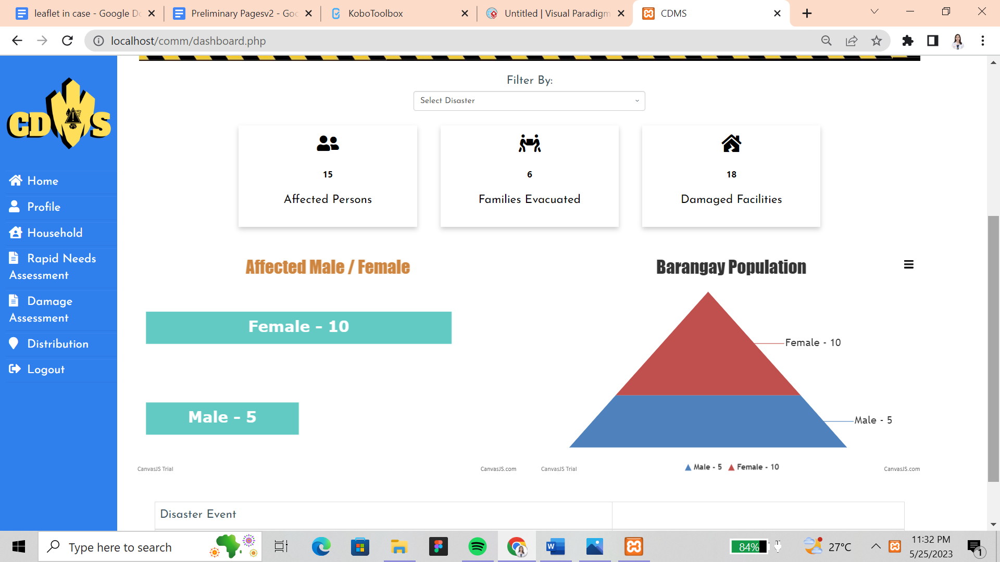 leaflet in case - Google Do
Preliminary Pagesv2 - Goo
KoboToolbox
Untitled | Visual Paradigm
CDMS
localhost/comm/dashboard.php
CDMS
Home
Profile
Household
Rapid Needs
Assessment
Damage
Assessment
Distribution
Logout
Filter By:
Select Disaster
15
Affected Persons
6
Families Evacuated
18
Damaged Facilities
Affected Male / Female
Female - 10
Male - 5
CanvasJS Trial
CanvasJS.com
Barangay Population
Female - 10
Male - 5
CanvasJS Trial
Male - 5 Female - 10
CanvasJS.com
Disaster Event
Type here to search
84%
27°C
11:32 PM
5/25/2023
1